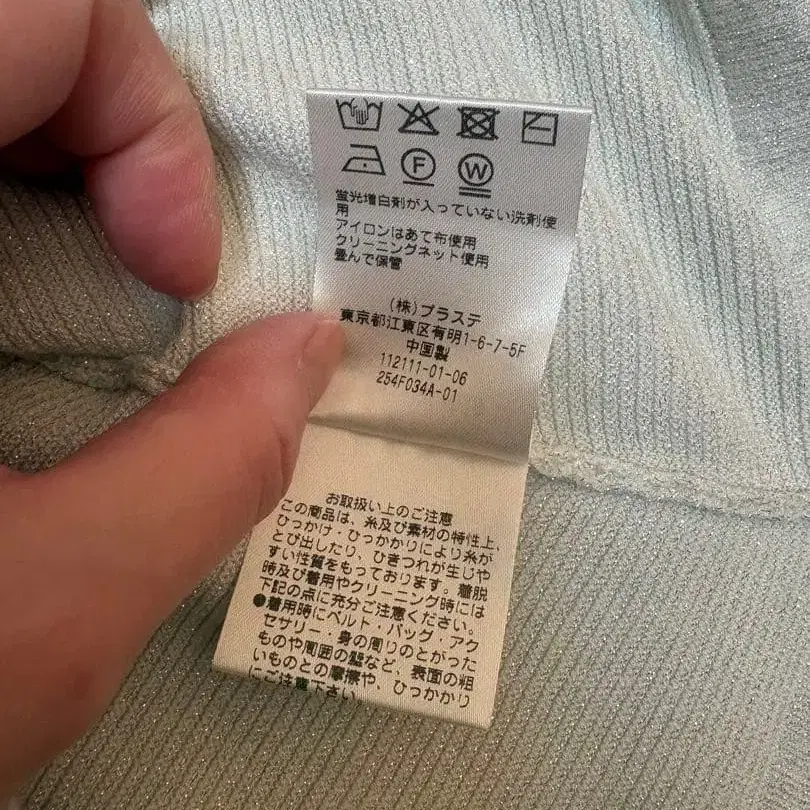 F W
蛍光増白剤が入っていない洗剤使
用
アイロンはあて布使用
クリーニングネット使用
畳んで保管
(株)プラステ
東京都江東区有明1-6-7-5F
中国製
112111-01-06
254F034A-01
お取扱い上のご注意
この商品は、糸及び素材の特性上、
ひっかけ・ひっかかりにより糸が
とび出したり、ひきつれが生じや
すい性質をもっております。着脱
時及び着用やクリーニング時には
下記の点に充分ご注意ください。
●着用時にベルト・バッグ・アク
セサリー・身の周りのとがった
ものや周囲の壁など、表面の粗
いものとの摩擦や、ひっかかり
にご注意下さい